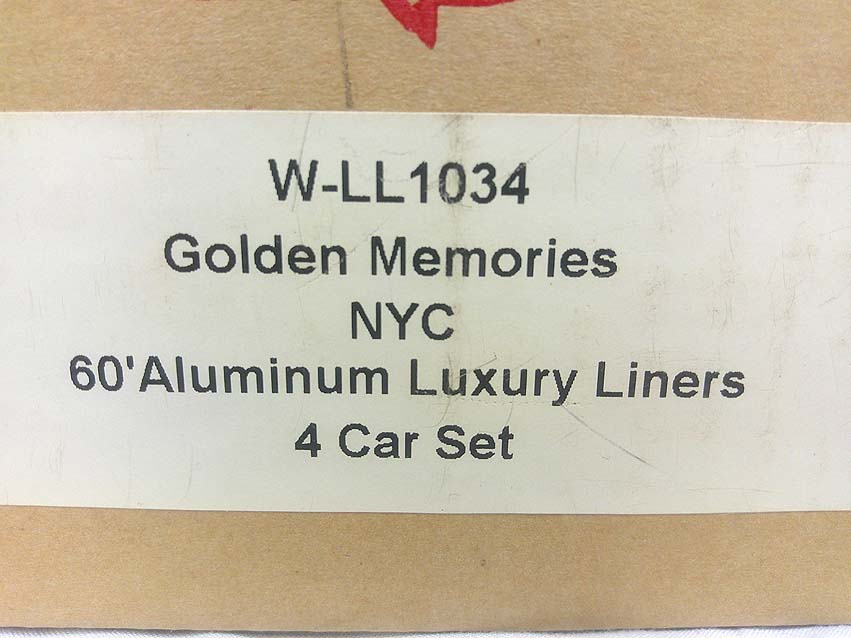 W-LL1034
Golden Memories
NYC
60'Aluminum Luxury Liners
4 Car Set